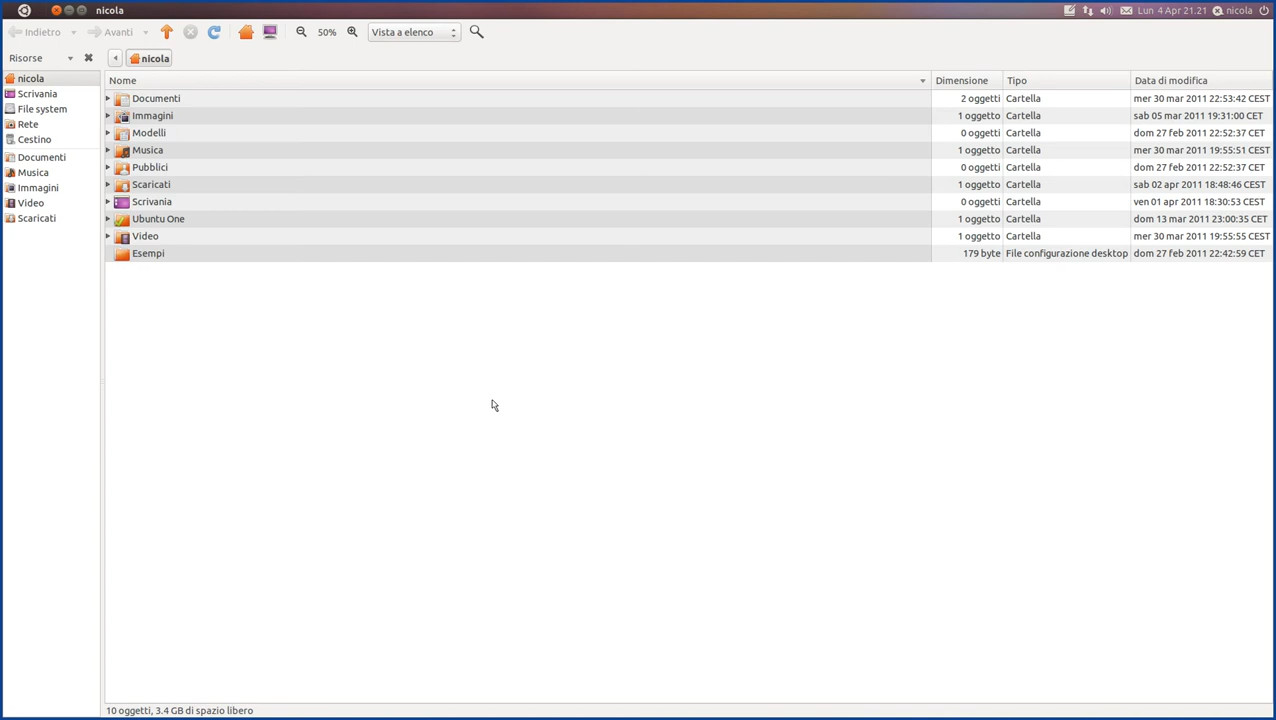 nicola
Lun 4 Apr 21.21 nicola
Indietro Avanti 50% Vista a elenco
Risorse nicola
nicola
Scrivania
File system
Rete
Cestino
Documenti
Musica
Immagini
Video
Scaricati
Nome Dimensione Tipo Data di modifica
Documenti 2 oggetti Cartella mer 30 mar 2011 22:53:42 CEST
Immagini 1 oggetto Cartella sab 05 mar 2011 19:31:00 CET
Modelli 0 oggetti Cartella dom 27 feb 2011 22:52:37 CET
Musica 1 oggetto Cartella mer 30 mar 2011 19:55:51 CEST
Pubblici 0 oggetti Cartella dom 27 feb 2011 22:52:37 CET
Scaricati 1 oggetto Cartella sab 02 apr 2011 18:48:46 CEST
Scrivania 0 oggetti Cartella ven 01 apr 2011 18:30:53 CEST
Ubuntu One 1 oggetto Cartella dom 13 mar 2011 23:00:35 CET
Video 1 oggetto Cartella mer 30 mar 2011 19:55:55 CEST
Esempi 179 byte File configurazione desktop dom 27 feb 2011 22:42:59 CET
10 oggetti, 3.4 GB di spazio libero